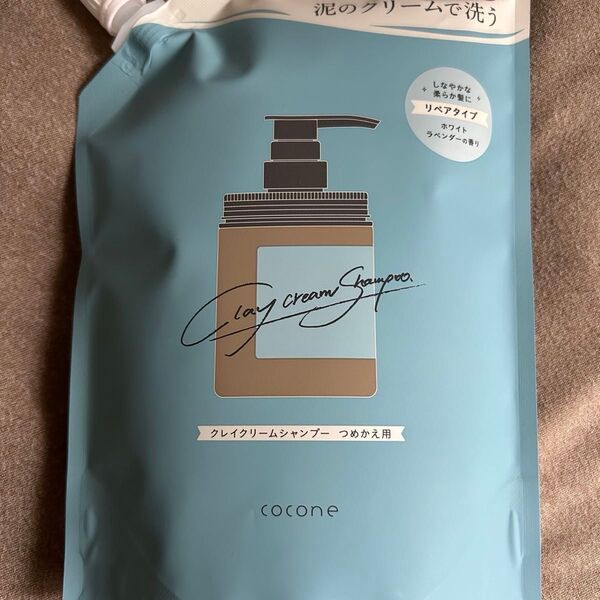 泥のクリームで洗う
しなやかな
柔らか髪に
リペアタイプ
ホワイト
ラベンダーの香り
Clay cream Shampoo.
クレイクリームシャンプー つめかえ用
cocone